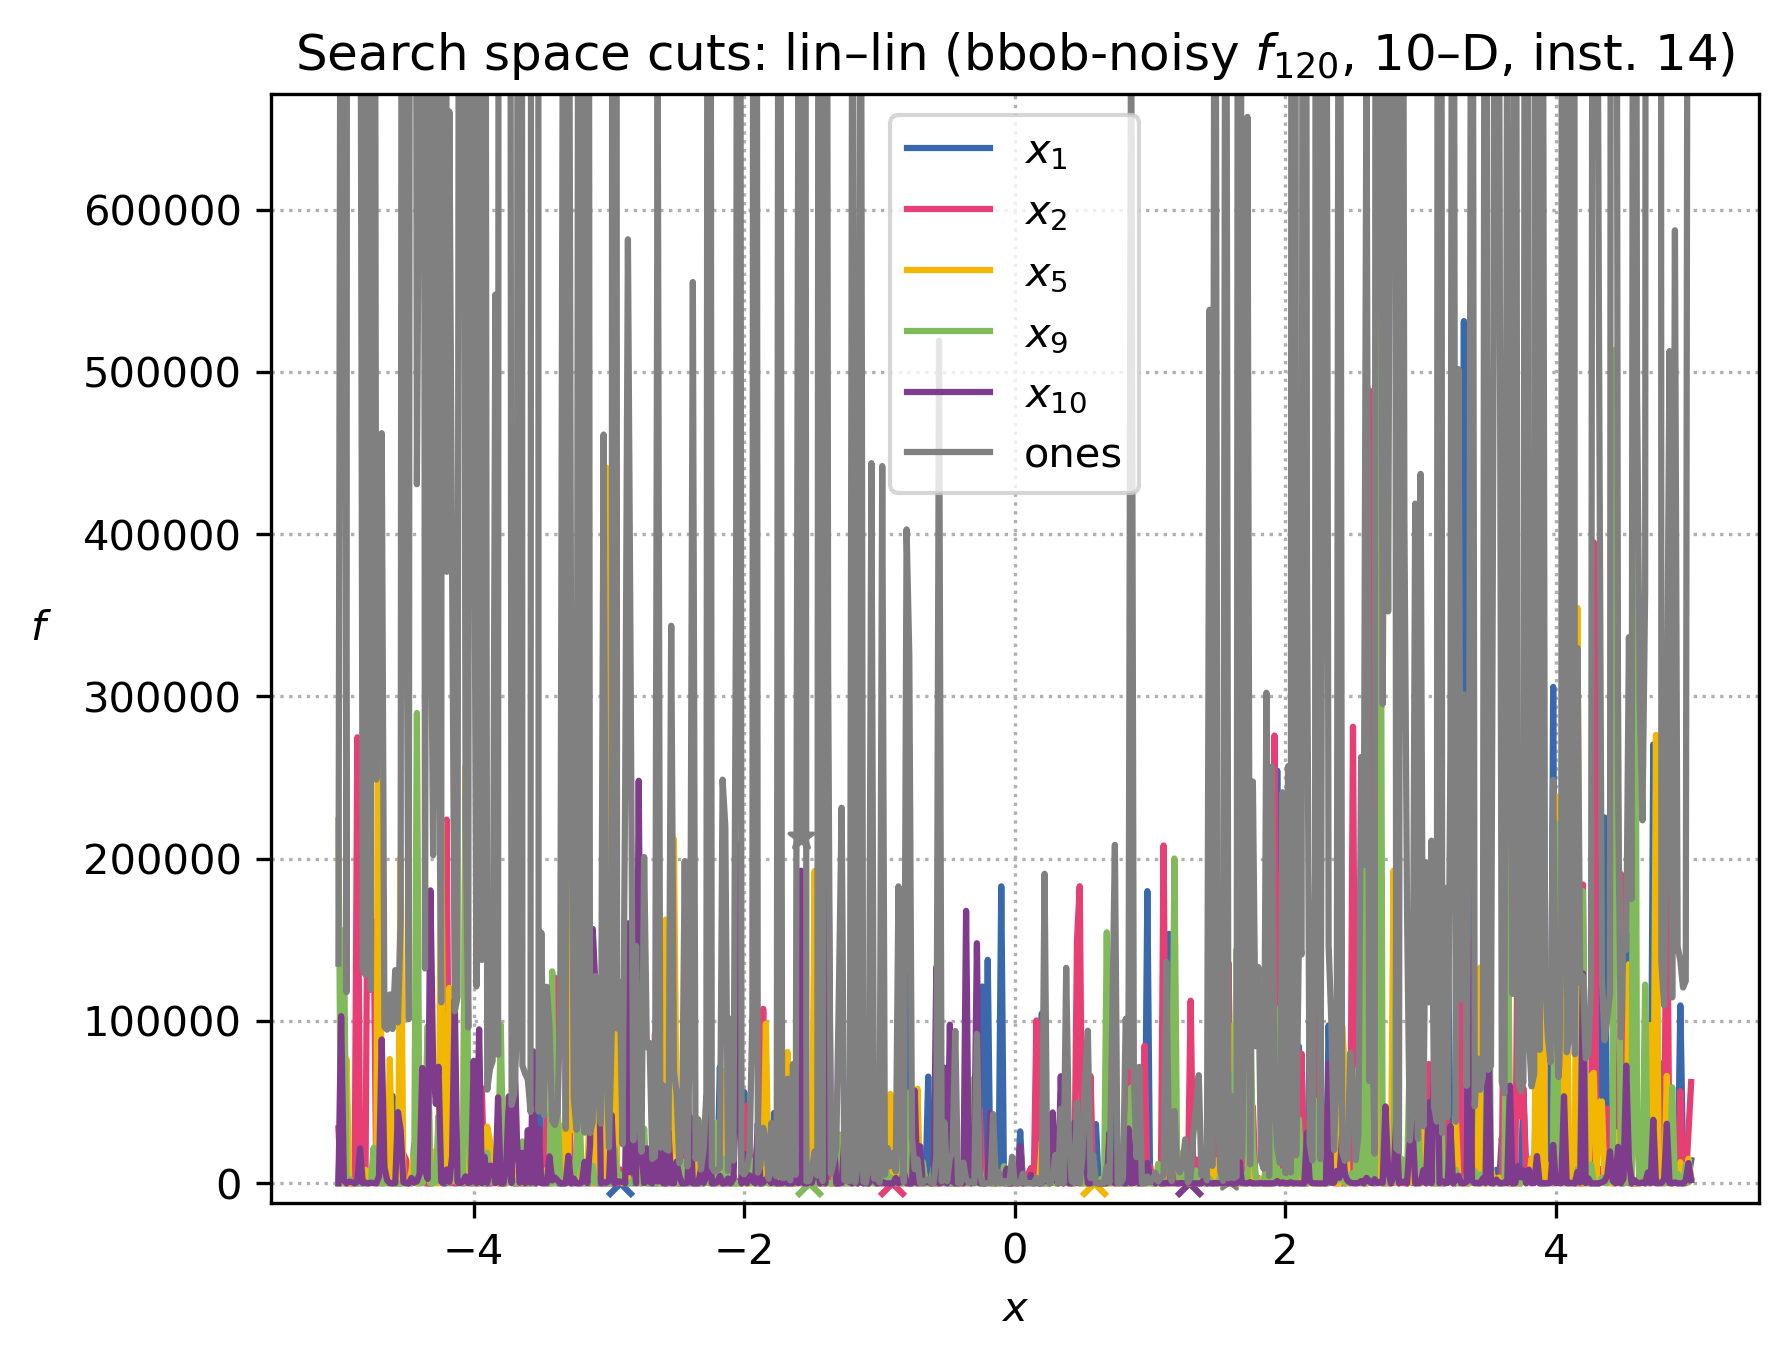 Search space cuts: lin–lin (bbob-noisy f₁₂₀, 10–D, inst. 14)
x₁
x₂
x₅
x₉
x₁₀
ones
600000
500000
400000
300000
200000
100000
0
f
−4 −2 0 2 4
x